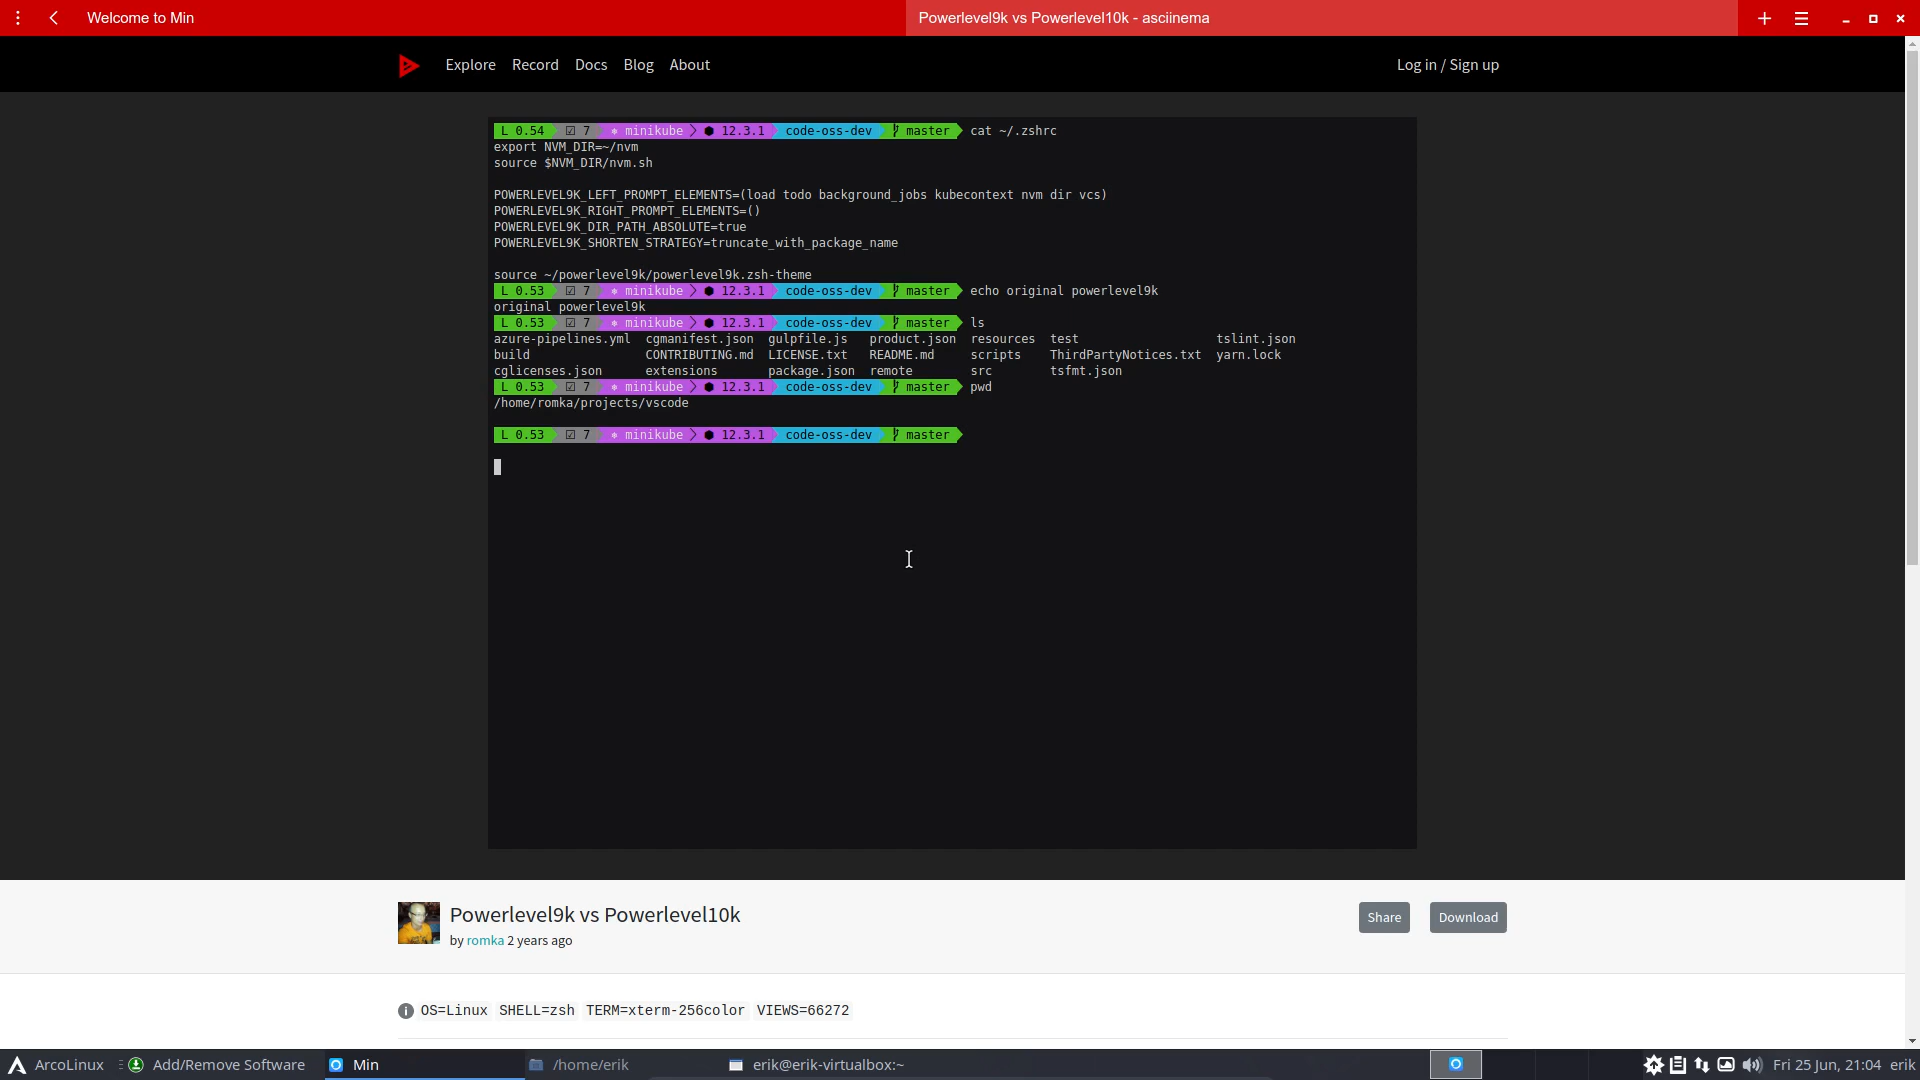 Welcome to Min
Powerlevel9k vs Powerlevel10k - asciinema
Explore Record Docs Blog About Log in / Sign up
L 0.54 ☑ 7 ⎈ minikube ⬢ 12.3.1 code-oss-dev master cat ~/.zshrc
export NVM_DIR=~/nvm
source $NVM_DIR/nvm.sh
POWERLEVEL9K_LEFT_PROMPT_ELEMENTS=(load todo background_jobs kubecontext nvm dir vcs)
POWERLEVEL9K_RIGHT_PROMPT_ELEMENTS=()
POWERLEVEL9K_DIR_PATH_ABSOLUTE=true
POWERLEVEL9K_SHORTEN_STRATEGY=truncate_with_package_name
source ~/powerlevel9k/powerlevel9k.zsh-theme
L 0.53 ☑ 7 ⎈ minikube ⬢ 12.3.1 code-oss-dev master echo original powerlevel9k
original powerlevel9k
L 0.53 ☑ 7 ⎈ minikube ⬢ 12.3.1 code-oss-dev master ls
azure-pipelines.yml cgmanifest.json gulpfile.js product.json resources test tslint.json
build CONTRIBUTING.md LICENSE.txt README.md scripts ThirdPartyNotices.txt yarn.lock
cglicenses.json extensions package.json remote src tsfmt.json
L 0.53 ☑ 7 ⎈ minikube ⬢ 12.3.1 code-oss-dev master pwd
/home/romka/projects/vscode
L 0.53 ☑ 7 ⎈ minikube ⬢ 12.3.1 code-oss-dev master
Powerlevel9k vs Powerlevel10k
by romka 2 years ago
Share Download
OS=Linux SHELL=zsh TERM=xterm-256color VIEWS=66272
ArcoLinux Add/Remove Software Min /home/erik erik@erik-virtualbox:~ Fri 25 Jun, 21:04 erik